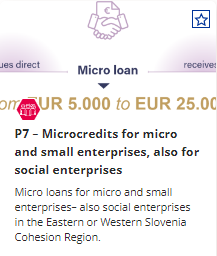 ues direct
Micro loan
receives
om EUR 5.000 to EUR 25.00
P7 – Microcredits for micro
and small enterprises, also for
social enterprises
Micro loans for micro and small
enterprises– also social enterprises
in the Eastern or Western Slovenia
Cohesion Region.